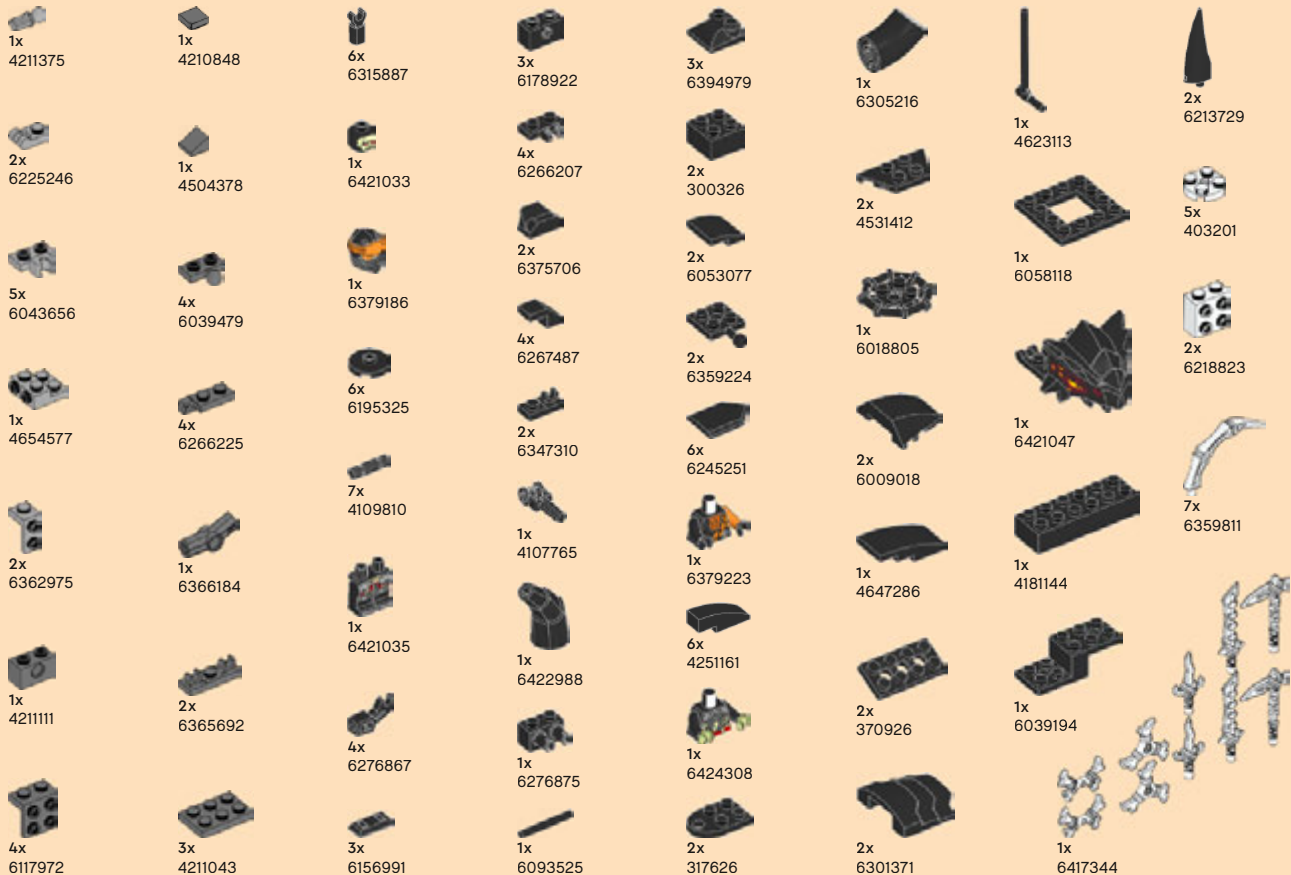 1x
4211375
2x
6225246
5x
6043656
1x
4654577
2x
6362975
1x
4211111
4x
6117972
1x
4210848
1x
4504378
4x
6039479
4x
6266225
1x
6366184
2x
6365692
3x
4211043
6x
6315887
1x
6421033
1x
6379186
6x
6195325
7x
4109810
1x
6421035
4x
6276867
3x
6156991
3x
6178922
4x
6266207
2x
6375706
4x
6267487
2x
6347310
1x
4107765
1x
6422988
1x
6276875
1x
6093525
3x
6394979
2x
300326
2x
6053077
2x
6359224
6x
6245251
1x
6379223
6x
4251161
1x
6424308
2x
317626
1x
6305216
2x
4531412
1x
6018805
2x
6009018
1x
4647286
2x
370926
2x
6301371
1x
4623113
1x
6058118
1x
6421047
1x
4181144
1x
6039194
1x
6417344
2x
6213729
5x
403201
2x
6218823
7x
6359811